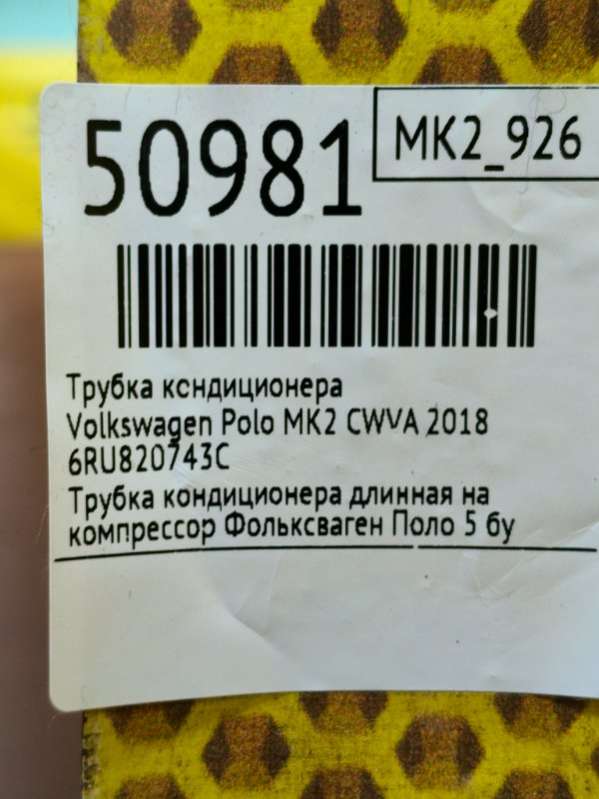 50981
MK2_926
Трубка кондиционера
Volkswagen Polo MK2 CWVA 2018
6RU820743C
Трубка кондиционера длинная на
компрессор Фольксваген Поло 5 бу